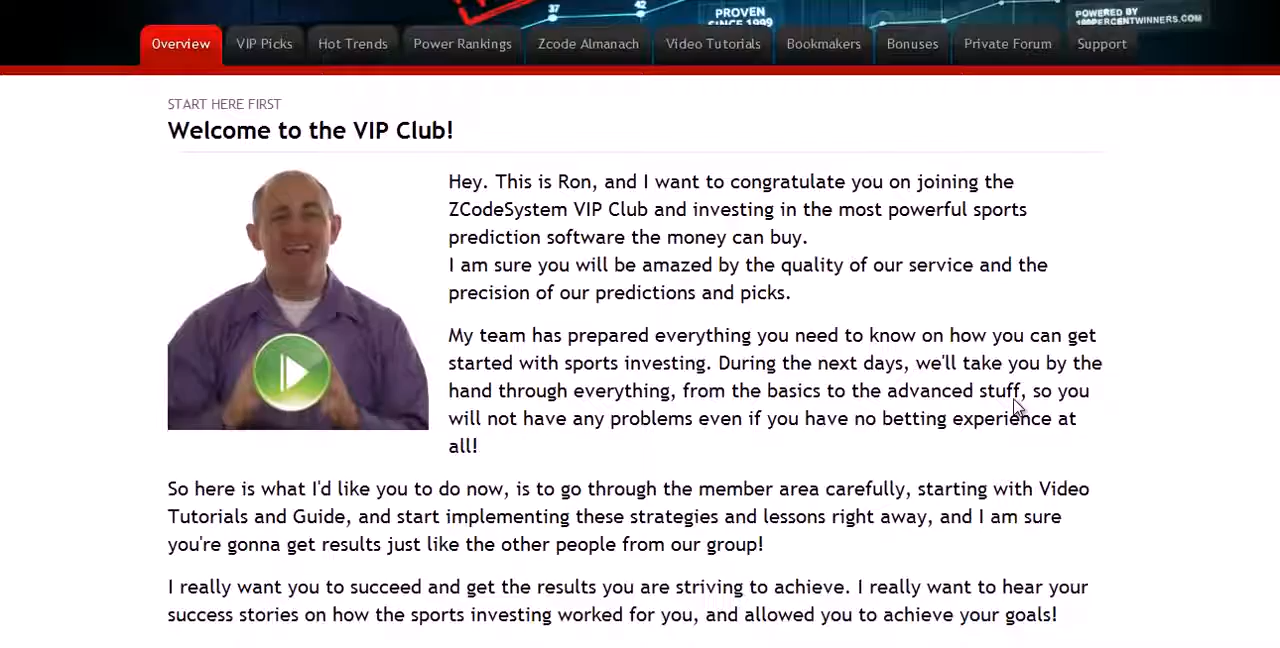 37
42
PROVEN
SINCE 1999
POWERED BY
100PERCENTWINNERS.COM
Overview
VIP Picks
Hot Trends
Power Rankings
Zcode Almanach
Video Tutorials
Bookmakers
Bonuses
Private Forum
Support
START HERE FIRST
Welcome to the VIP Club!
Hey. This is Ron, and I want to congratulate you on joining the
ZCodeSystem VIP Club and investing in the most powerful sports
prediction software the money can buy.
I am sure you will be amazed by the quality of our service and the
precision of our predictions and picks.
My team has prepared everything you need to know on how you can get
started with sports investing. During the next days, we'll take you by the
hand through everything, from the basics to the advanced stuff, so you
will not have any problems even if you have no betting experience at
all!
So here is what I'd like you to do now, is to go through the member area carefully, starting with Video
Tutorials and Guide, and start implementing these strategies and lessons right away, and I am sure
you're gonna get results just like the other people from our group!
I really want you to succeed and get the results you are striving to achieve. I really want to hear your
success stories on how the sports investing worked for you, and allowed you to achieve your goals!